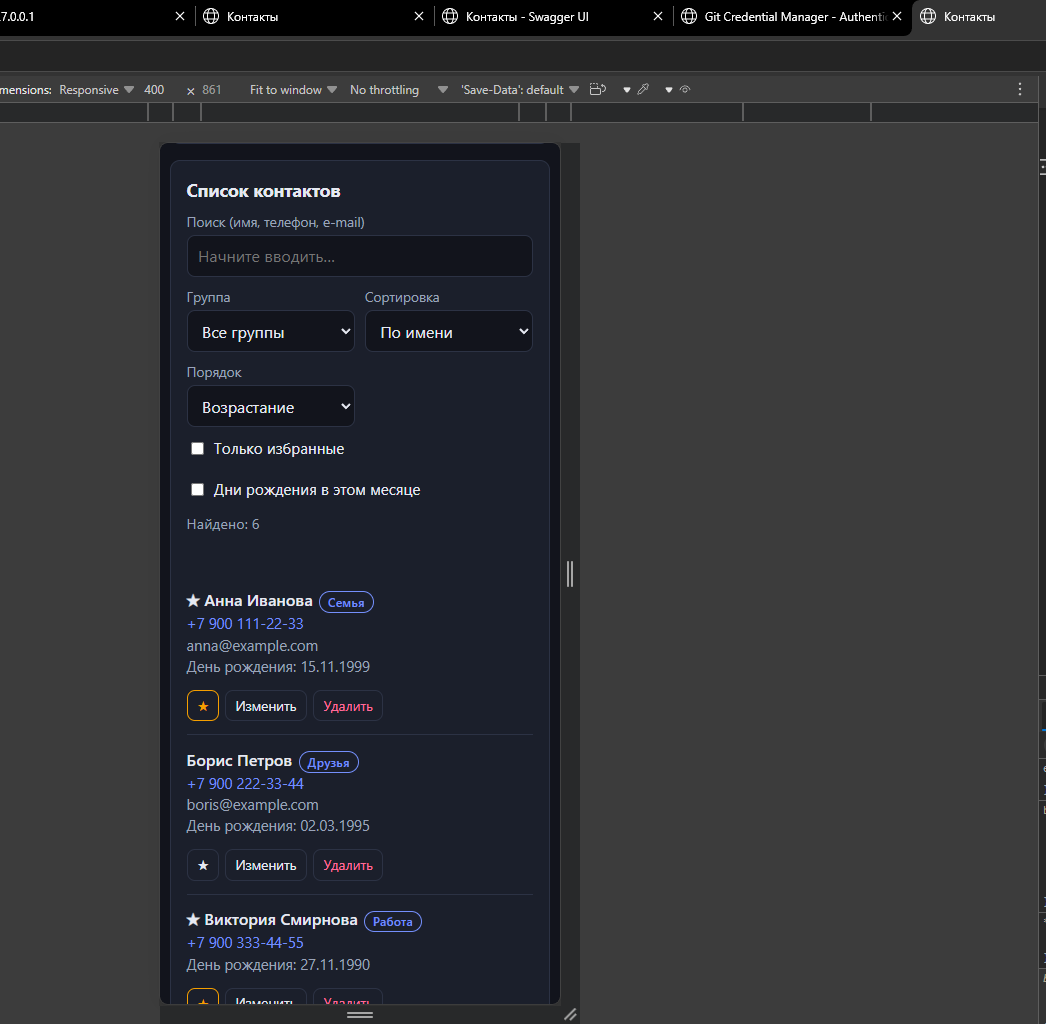 7.0.0.1
Контакты
Контакты - Swagger UI
Git Credential Manager - Authenti
Контакты
mensions: Responsive 400 × 861 Fit to window No throttling 'Save-Data': default
Список контактов
Поиск (имя, телефон, e-mail)
Начните вводить...
Группа Сортировка
Все группы По имени
Порядок
Возрастание
Только избранные
Дни рождения в этом месяце
Найдено: 6
★ Анна Иванова Семья
+7 900 111-22-33
anna@example.com
День рождения: 15.11.1999
★ Изменить Удалить
Борис Петров Друзья
+7 900 222-33-44
boris@example.com
День рождения: 02.03.1995
★ Изменить Удалить
★ Виктория Смирнова Работа
+7 900 333-44-55
День рождения: 27.11.1990
★ Изменить Удалить